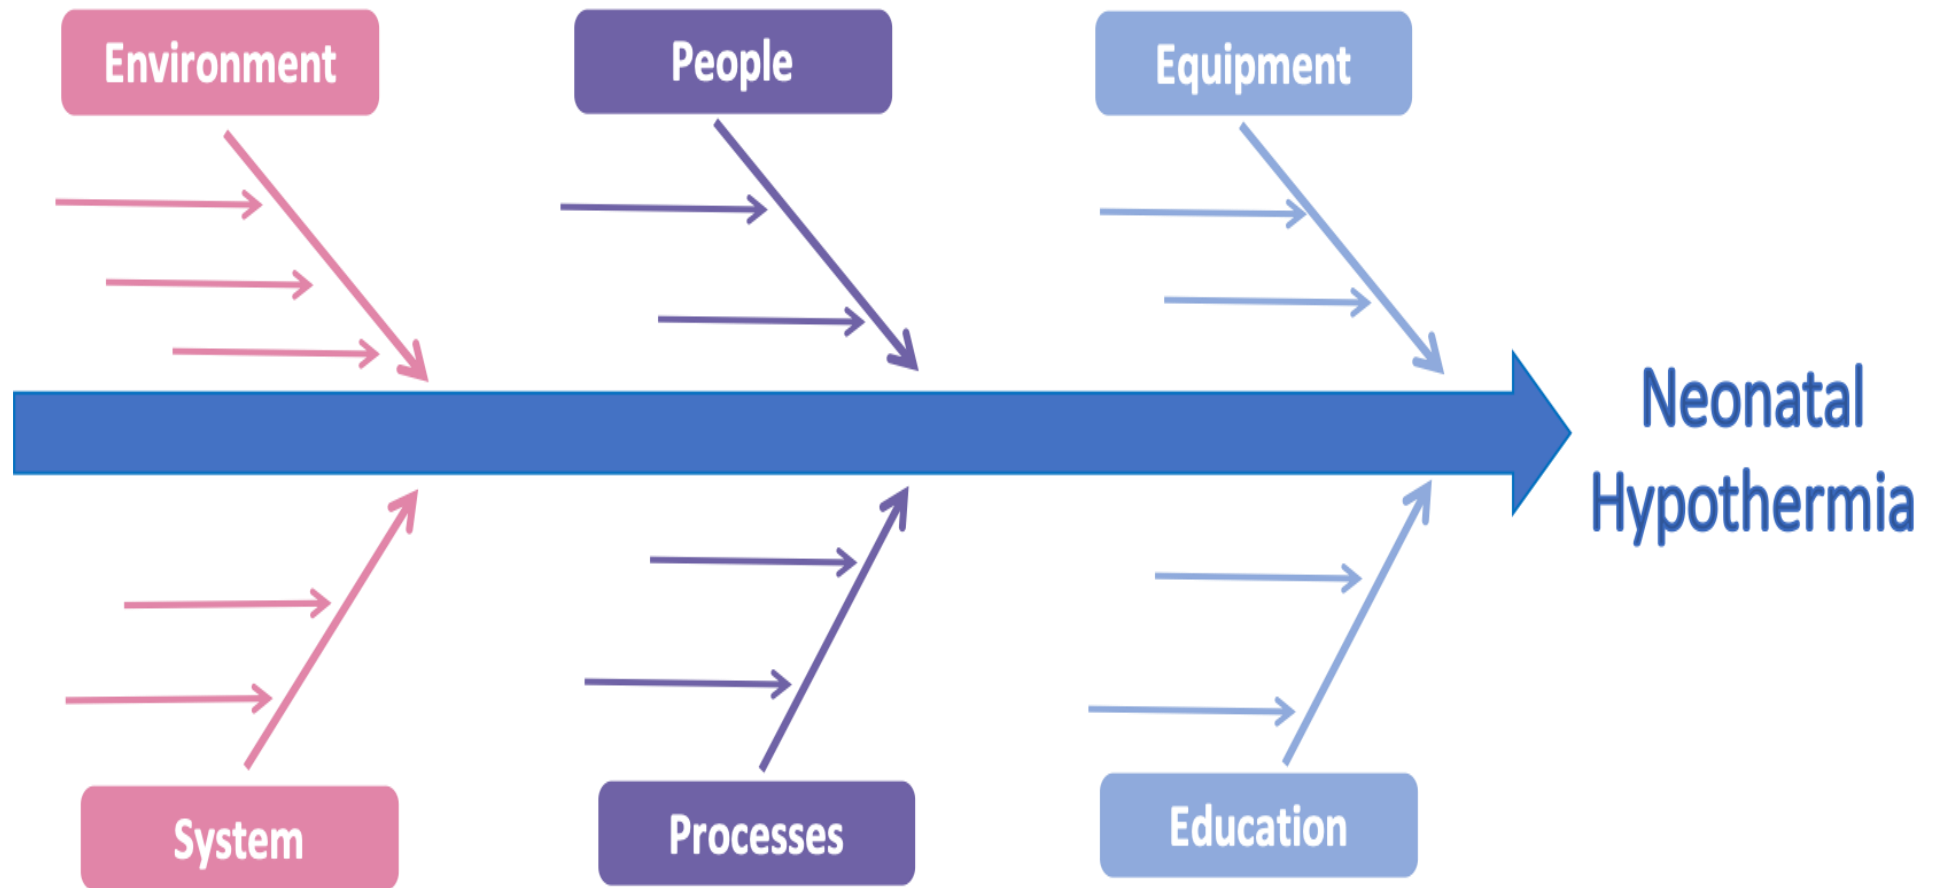 Environment
People
Equipment
Neonatal
Hypothermia
System
Processes
Education